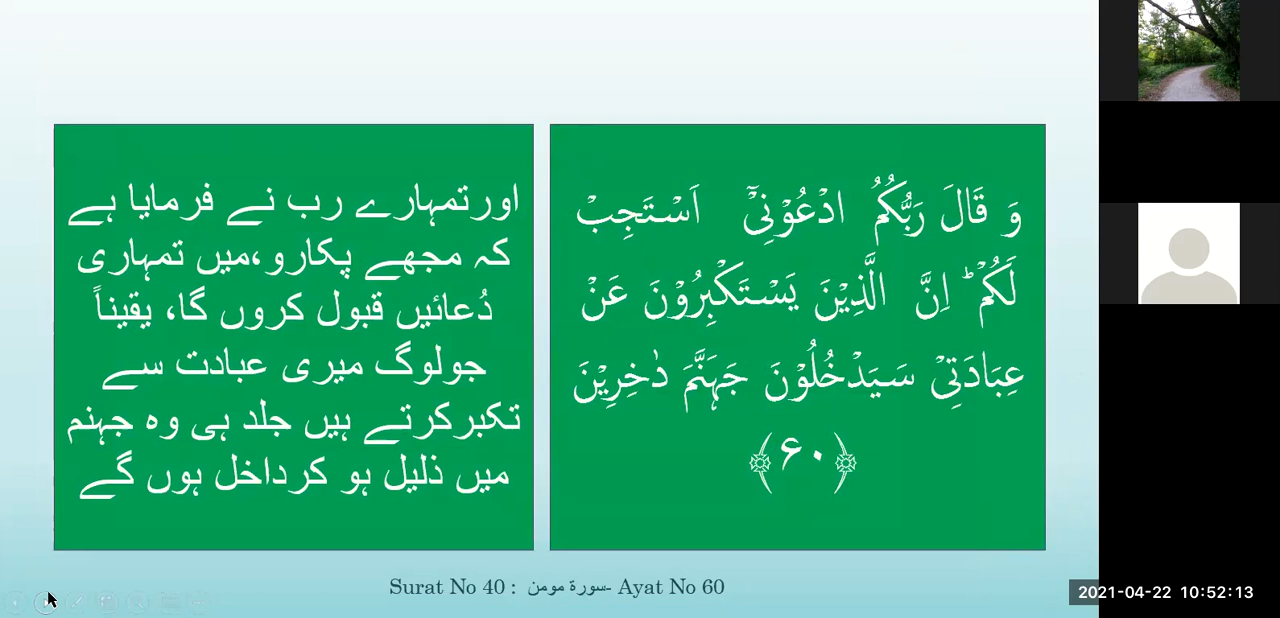 وَ قَالَ رَبُّکُمُ ادۡعُوۡنِیۡۤ اَسۡتَجِبۡ
لَکُمۡ ؕ اِنَّ الَّذِیۡنَ یَسۡتَکۡبِرُوۡنَ عَنۡ
عِبَادَتِیۡ سَیَدۡخُلُوۡنَ جَہَنَّمَ دٰخِرِیۡنَ
﴿۶۰﴾
اورتمہارے رب نے فرمایا ہے
کہ مجھے پکارو،میں تمہاری
دُعائیں قبول کروں گا، یقیناً
جولوگ میری عبادت سے
تکبرکرتے ہیں جلد ہی وہ جہنم
میں ذلیل ہو کرداخل ہوں گے
Surat No 40 : سورة مومن- Ayat No 60
2021-04-22 10:52:13